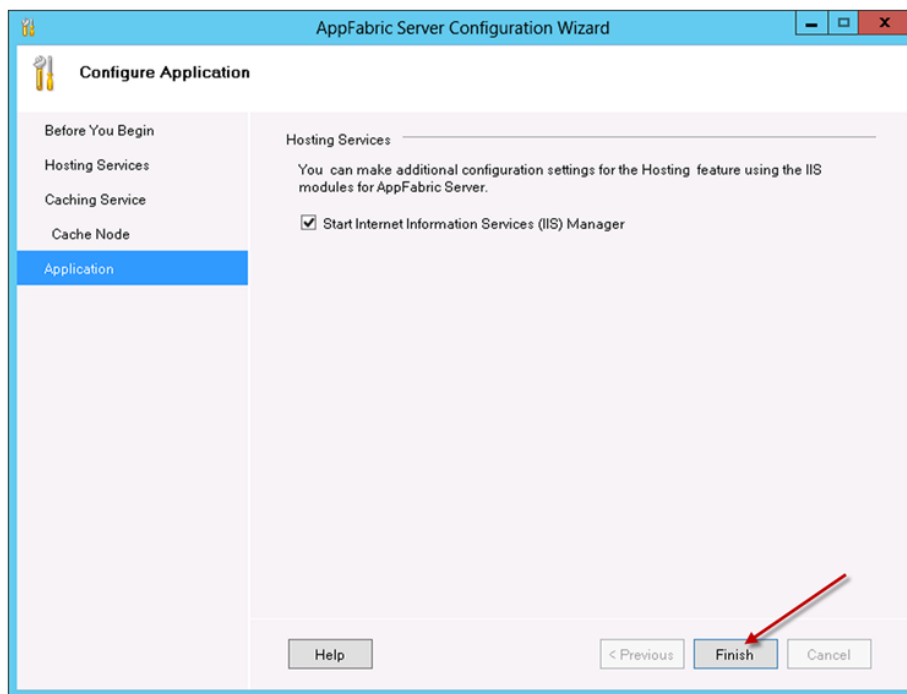 AppFabric Server Configuration Wizard
Configure Application
Before You Begin
Hosting Services
Caching Service
Cache Node
Application
Hosting Services
You can make additional configuration settings for the Hosting feature using the IIS
modules for AppFabric Server.
Start Internet Information Services (IIS) Manager
Help
< Previous
Finish
Cancel